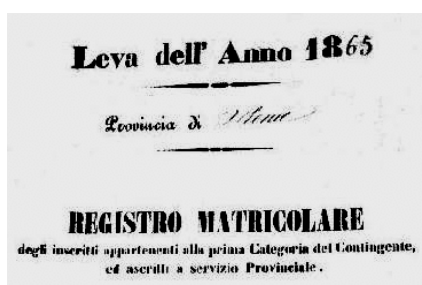 Leva dell' Anno 1865
Provincia di
REGISTRO MATRICOLARE
degli inscritti appartenenti alla prima Categoria del Contingente,
ed ascritti a servizio Provinciale.